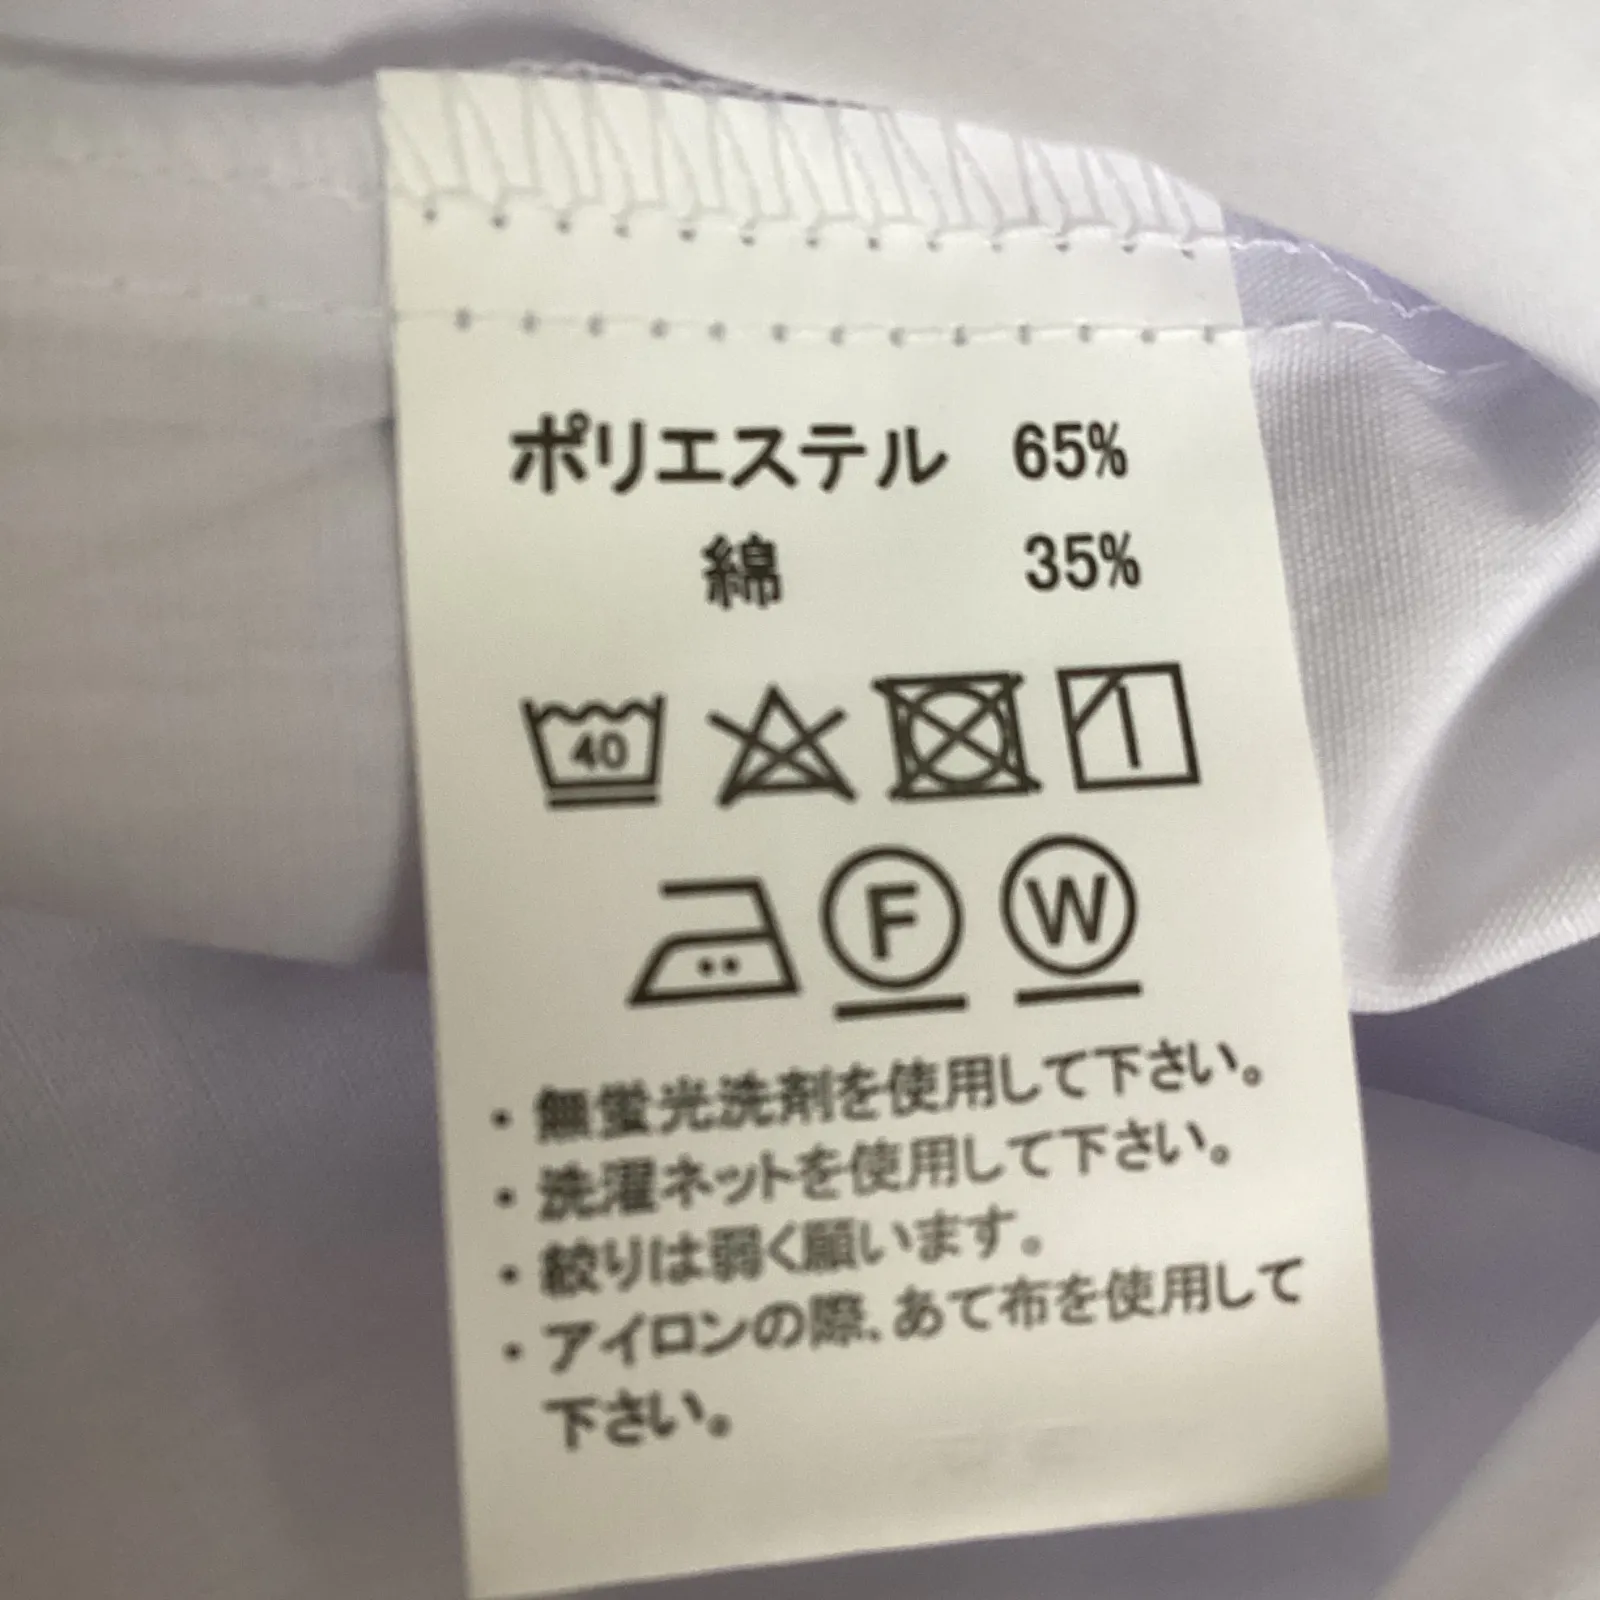 ポリエステル 65%
綿 35%
40
F W
・無蛍光洗剤を使用して下さい。
・洗濯ネットを使用して下さい。
・絞りは弱く願います。
・アイロンの際、あて布を使用して
下さい。